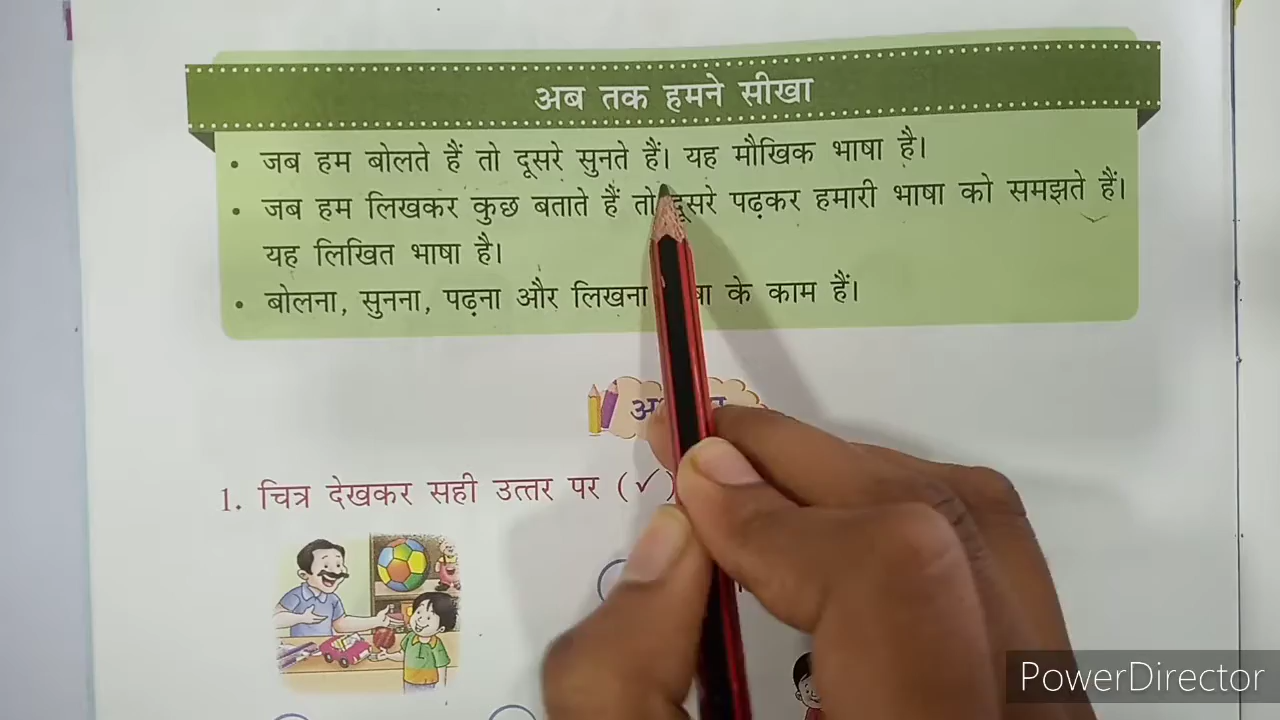 अब तक हमने सीखा
• जब हम बोलते हैं तो दूसरे सुनते हैं। यह मौखिक भाषा है।
• जब हम लिखकर कुछ बताते हैं तो दूसरे पढ़कर हमारी भाषा को समझते हैं।
यह लिखित भाषा है।
• बोलना, सुनना, पढ़ना और लिखना के काम हैं।
1. चित्र देखकर सही उत्तर पर (✓)
PowerDirector